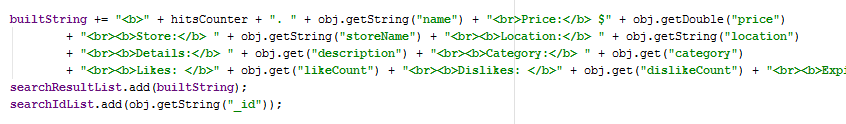 builtString += "<b>" + hitsCounter + ". " + obj.getString("name") + "<br>Price:</b> $" + obj.getDouble("price")
+ "<br><b>Store:</b> " + obj.getString("storeName") + "<br><b>Location:</b> " + obj.getString("location")
+ "<br><b>Details:</b> " + obj.get("description") + "<br><b>Category:</b> " + obj.get("category")
+ "<br><b>Likes: </b>" + obj.get("likeCount") + "<br><b>Dislikes: </b>" + obj.get("dislikeCount") + "<br><b>Expi
searchResultList.add(builtString);
searchIdList.add(obj.getString("_id"));